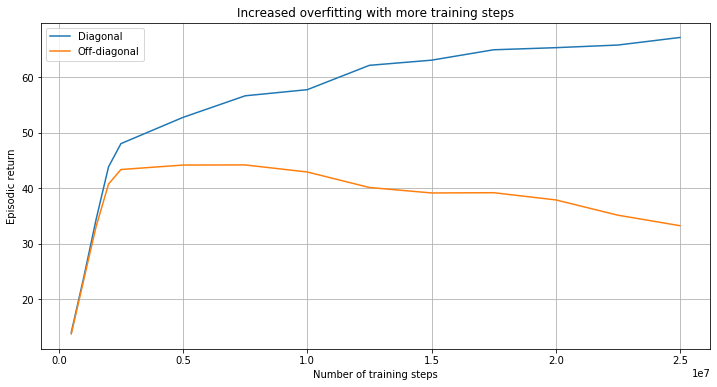 Increased overfitting with more training steps
Diagonal
Off-diagonal
Episodic return
60
50
40
30
20
0.0 0.5 1.0 1.5 2.0 2.5
1e7
Number of training steps